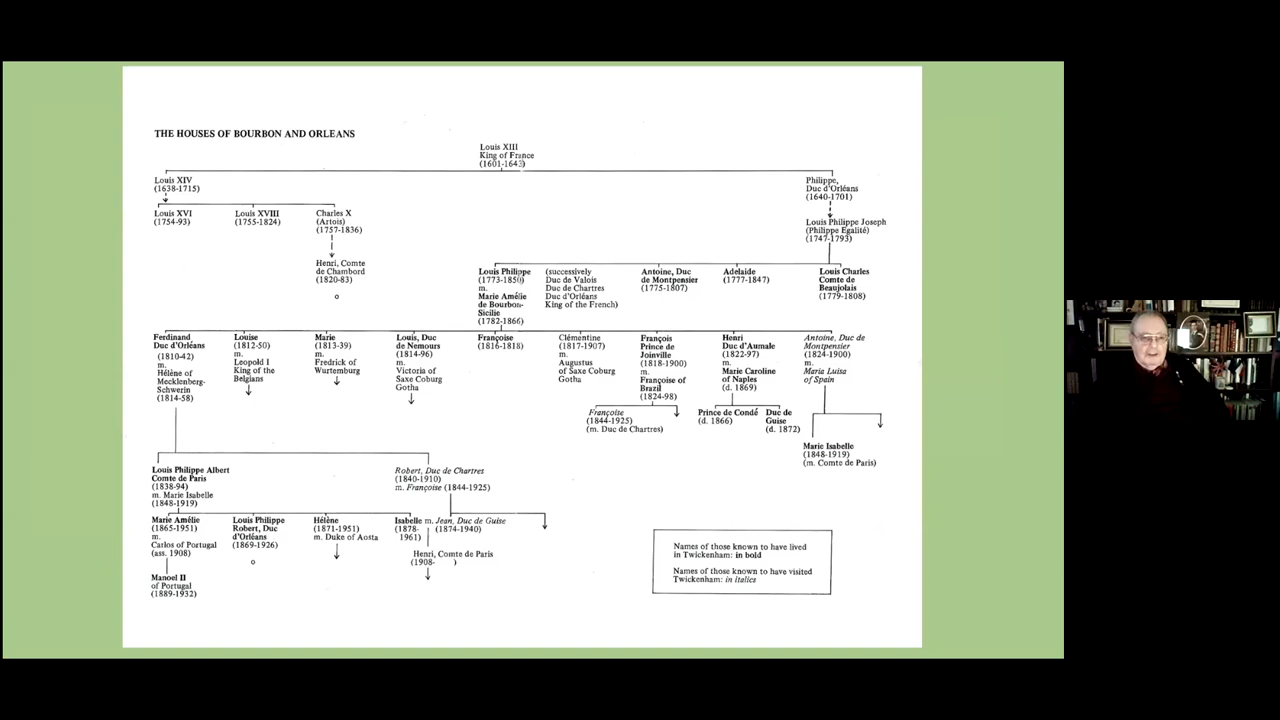 THE HOUSES OF BOURBON AND ORLEANS
Louis XIII
King of France
(1601-1643)
Louis XIV
(1638-1715)
Philippe,
Duc d'Orléans
(1640-1701)
Louis XVI
(1754-93)
Louis XVIII
(1755-1824)
Charles X
(Artois)
(1757-1836)
Louis Philippe Joseph
(Philippe Egalité)
(1747-1793)
Henri, Comte
de Chambord
(1820-83)
o
Louis Philippe
(1773-1850)
m.
Marie Amélie
de Bourbon-
Sicilie
(1782-1866)
(successively
Duc de Valois
Duc de Chartres
Duc d'Orléans
King of the French)
Antoine, Duc
de Montpensier
(1775-1807)
Adelaide
(1777-1847)
Louis Charles
Comte de
Beaujolais
(1779-1808)
Ferdinand
Duc d'Orléans
(1810-42)
m.
Hélène of
Mecklenberg-
Schwerin
(1814-58)
Louise
(1812-50)
m.
Leopold I
King of the
Belgians
Marie
(1813-39)
m.
Fredrick of
Wurtemburg
Louis, Duc
de Nemours
(1814-96)
m.
Victoria of
Saxe Coburg
Gotha
Françoise
(1816-1818)
Clémentine
(1817-1907)
m.
Augustus
of Saxe Coburg
Gotha
François
Prince de
Joinville
(1818-1900)
m.
Françoise of
Brazil
(1824-98)
Henri
Duc d'Aumale
(1822-97)
m.
Marie Caroline
of Naples
(d. 1869)
Antoine, Duc de
Montpensier
(1824-1900)
m.
Maria Luisa
of Spain
Françoise
(1844-1925)
(m. Duc de Chartres)
Prince de Condé
(d. 1866)
Duc de
Guise
(d. 1872)
Marie Isabelle
(1848-1919)
(m. Comte de Paris)
Louis Philippe Albert
Comte de Paris
(1838-94)
m. Marie Isabelle
(1848-1919)
Robert, Duc de Chartres
(1840-1910)
m. Françoise (1844-1925)
Marie Amélie
(1865-1951)
m.
Carlos of Portugal
(ass. 1908)
Louis Philippe
Robert, Duc
d'Orléans
(1869-1926)
o
Hélène
(1871-1951)
m. Duke of Aosta
Isabelle m. Jean, Duc de Guise
(1878-1961) (1874-1940)
Henri, Comte de Paris
(1908- )
Manoel II
of Portugal
(1889-1932)
Names of those known to have lived
in Twickenham: in bold
Names of those known to have visited
Twickenham: in italics